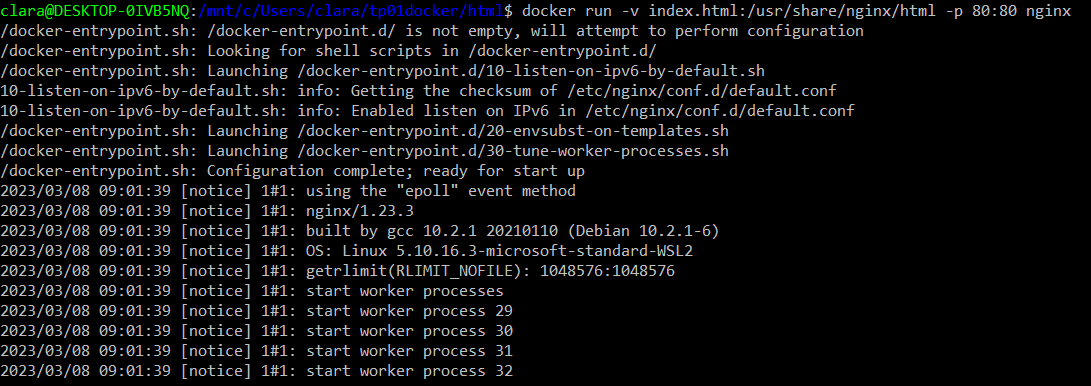 clara@DESKTOP-0IVB5NQ:/mnt/c/Users/clara/tp01docker/html$ docker run -v index.html:/usr/share/nginx/html -p 80:80 nginx
/docker-entrypoint.sh: /docker-entrypoint.d/ is not empty, will attempt to perform configuration
/docker-entrypoint.sh: Looking for shell scripts in /docker-entrypoint.d/
/docker-entrypoint.sh: Launching /docker-entrypoint.d/10-listen-on-ipv6-by-default.sh
10-listen-on-ipv6-by-default.sh: info: Getting the checksum of /etc/nginx/conf.d/default.conf
10-listen-on-ipv6-by-default.sh: info: Enabled listen on IPv6 in /etc/nginx/conf.d/default.conf
/docker-entrypoint.sh: Launching /docker-entrypoint.d/20-envsubst-on-templates.sh
/docker-entrypoint.sh: Launching /docker-entrypoint.d/30-tune-worker-processes.sh
/docker-entrypoint.sh: Configuration complete; ready for start up
2023/03/08 09:01:39 [notice] 1#1: using the "epoll" event method
2023/03/08 09:01:39 [notice] 1#1: nginx/1.23.3
2023/03/08 09:01:39 [notice] 1#1: built by gcc 10.2.1 20210110 (Debian 10.2.1-6)
2023/03/08 09:01:39 [notice] 1#1: OS: Linux 5.10.16.3-microsoft-standard-WSL2
2023/03/08 09:01:39 [notice] 1#1: getrlimit(RLIMIT_NOFILE): 1048576:1048576
2023/03/08 09:01:39 [notice] 1#1: start worker processes
2023/03/08 09:01:39 [notice] 1#1: start worker process 29
2023/03/08 09:01:39 [notice] 1#1: start worker process 30
2023/03/08 09:01:39 [notice] 1#1: start worker process 31
2023/03/08 09:01:39 [notice] 1#1: start worker process 32